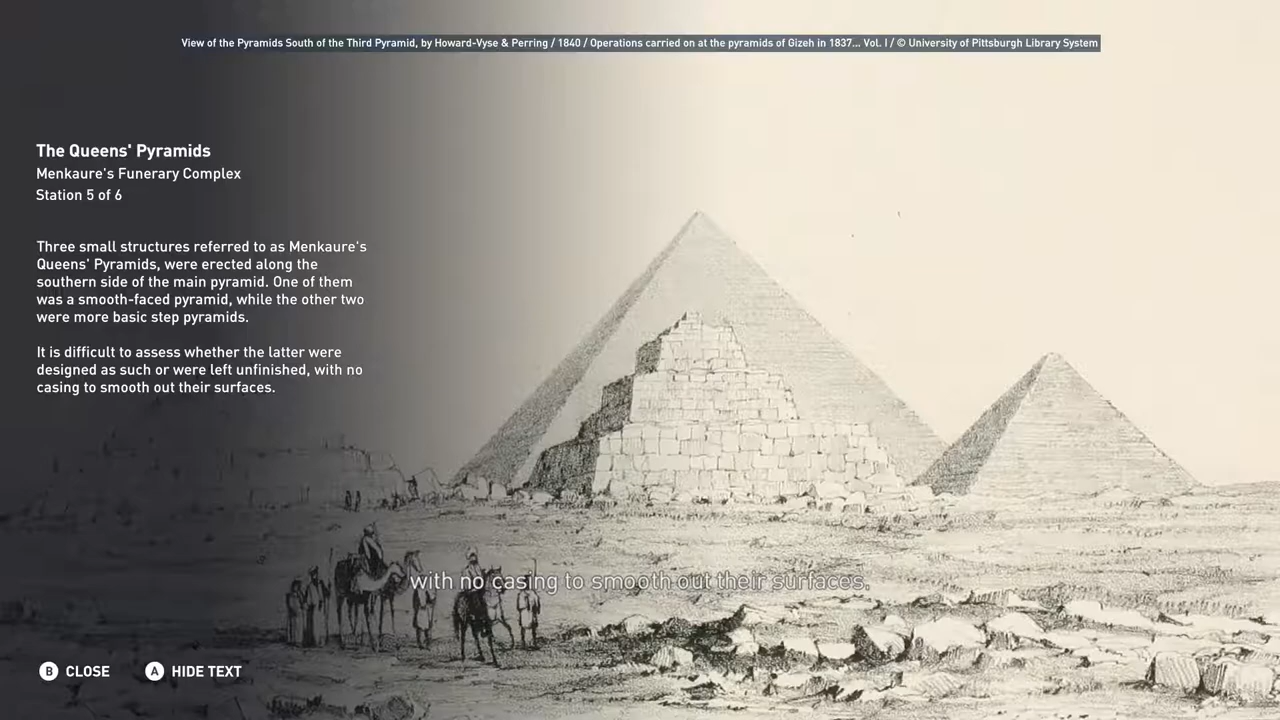 View of the Pyramids South of the Third Pyramid, by Howard-Vyse & Perring / 1840 / Operations carried on at the pyramids of Gizeh in 1837... Vol. I / © University of Pittsburgh Library System
The Queens' Pyramids
Menkaure's Funerary Complex
Station 5 of 6
Three small structures referred to as Menkaure's
Queens' Pyramids, were erected along the
southern side of the main pyramid. One of them
was a smooth-faced pyramid, while the other two
were more basic step pyramids.
It is difficult to assess whether the latter were
designed as such or were left unfinished, with no
casing to smooth out their surfaces.
with no casing to smooth out their surfaces.
B CLOSE A HIDE TEXT